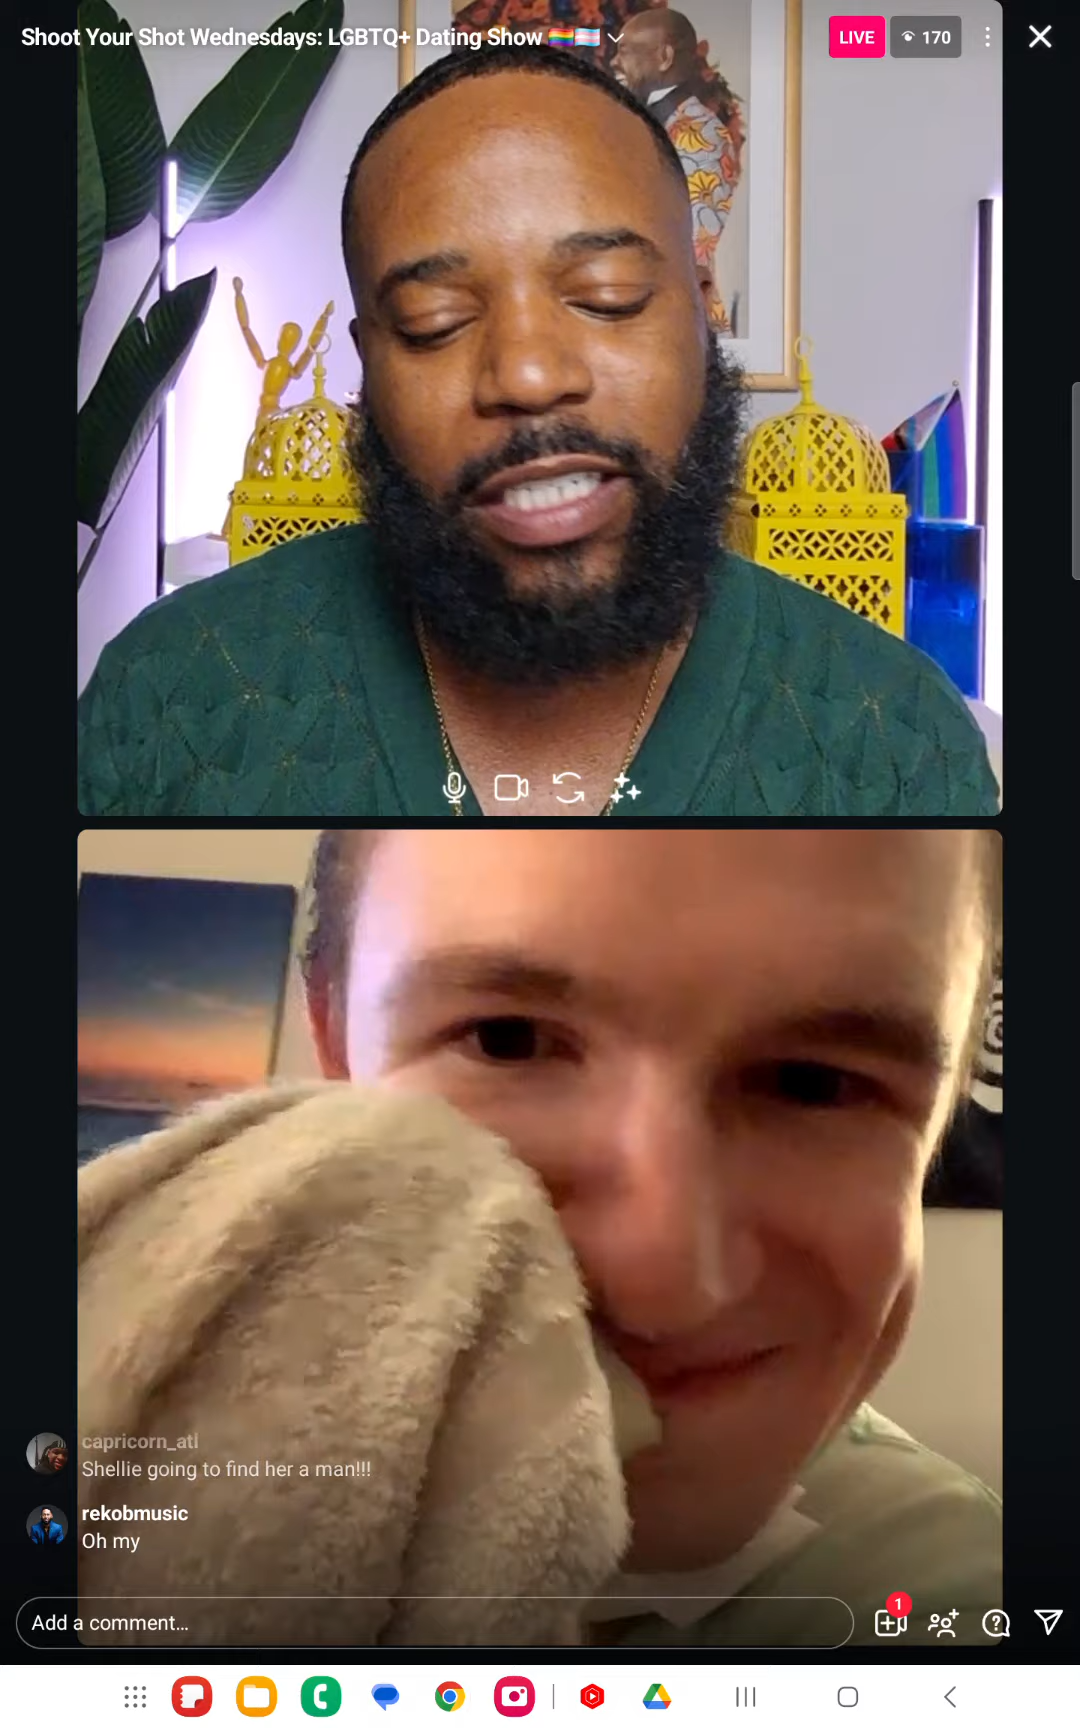 Shoot Your Shot Wednesdays: LGBTQ+ Dating Show 🏳️‍🌈🏳️‍⚧️
LIVE
170
capricorn_atl
Shellie going to find her a man!!!
rekobmusic
Oh my
Add a comment...
1